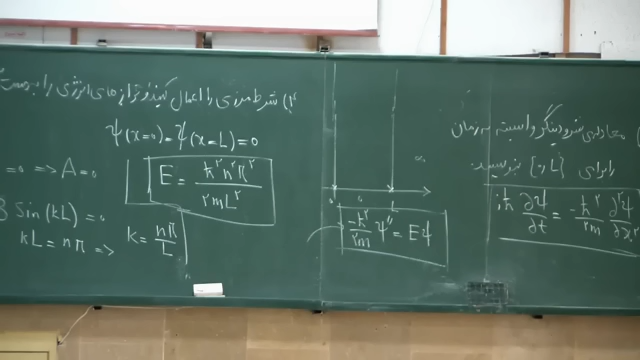 معادله‌ی شرودینگر وابسته به زمان
را برای [۰,L] بنویسید
iħ ∂Ψ/∂t = -ħ²/2m ∂²Ψ/∂x²
∞
-ħ²/2m Ψ'' = EΨ
۲) شرط مرزی را اعمال کنید و ترازهای انرژی را بدست
Ψ(x=0)=Ψ(x=L)=0
=0 => A=0
E = ħ²n²π²/2mL²
B Sin(kL)=0
kL=nπ => k=nπ/L